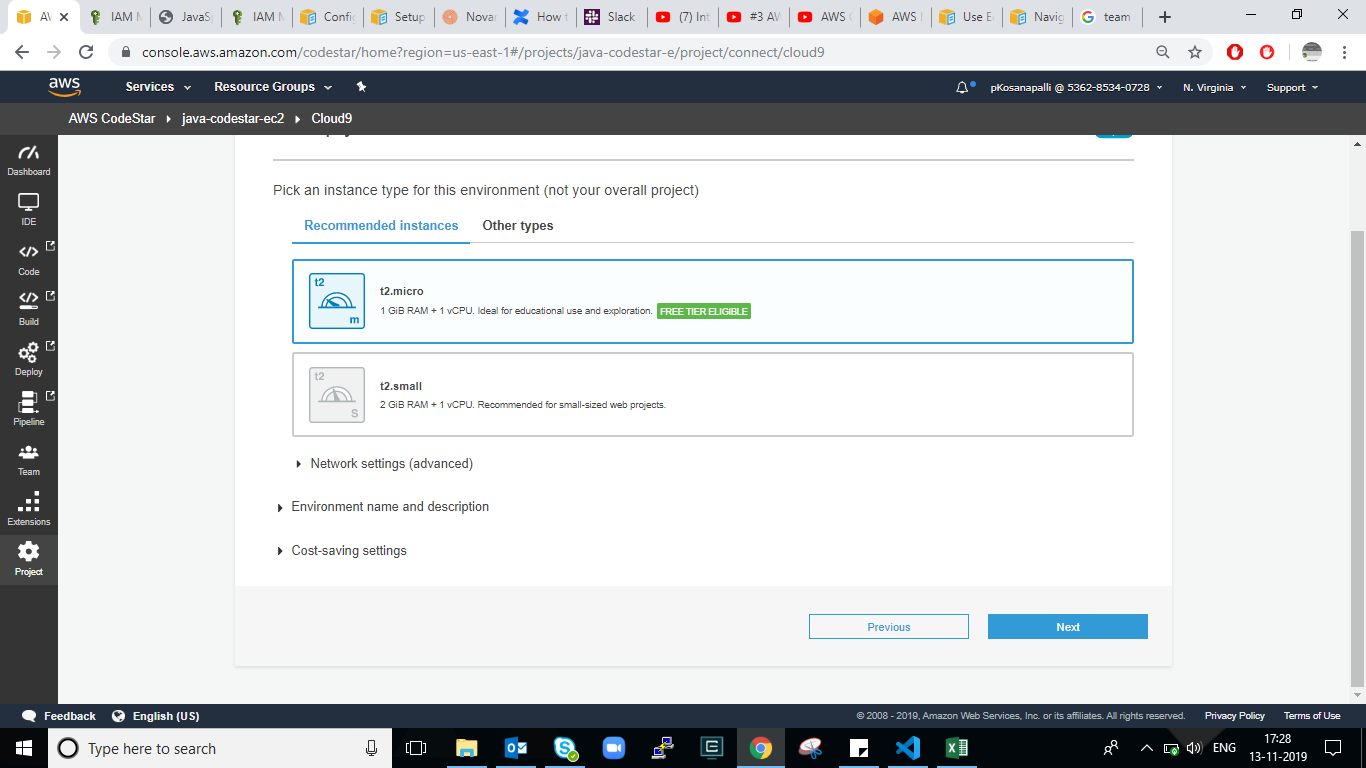 AV
IAM M
JavaS
IAM M
Config
Setup
Novar
How t
Slack
(7) Int
#3 AV
AWS C
AWS
Use E
Navig
team
console.aws.amazon.com/codestar/home?region=us-east-1#/projects/java-codestar-e/project/connect/cloud9
aws
Services
Resource Groups
pKosanapalli @ 5362-8534-0728
N. Virginia
Support
AWS CodeStar
java-codestar-ec2
Cloud9
Dashboard
IDE
Code
Build
Deploy
Pipeline
Team
Extensions
Project
Pick an instance type for this environment (not your overall project)
Recommended instances
Other types
t2
m
t2.micro
1 GiB RAM + 1 vCPU. Ideal for educational use and exploration. FREE TIER ELIGIBLE
t2
S
t2.small
2 GiB RAM + 1 vCPU. Recommended for small-sized web projects.
Network settings (advanced)
Environment name and description
Cost-saving settings
Previous
Next
Feedback
English (US)
© 2008 - 2019, Amazon Web Services, Inc. or its affiliates. All rights reserved.
Privacy Policy
Terms of Use
Type here to search
ENG
17:28
13-11-2019